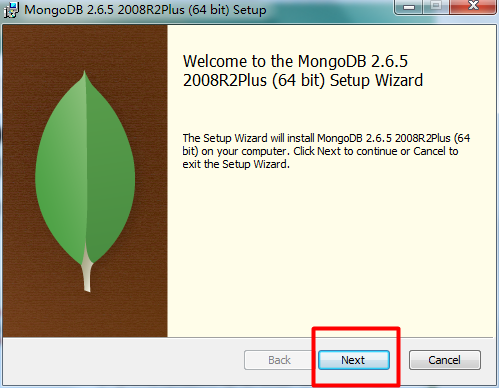 MongoDB 2.6.5 2008R2Plus (64 bit) Setup
Welcome to the MongoDB 2.6.5
2008R2Plus (64 bit) Setup Wizard
The Setup Wizard will install MongoDB 2.6.5 2008R2Plus (64
bit) on your computer. Click Next to continue or Cancel to
exit the Setup Wizard.
Back
Next
Cancel